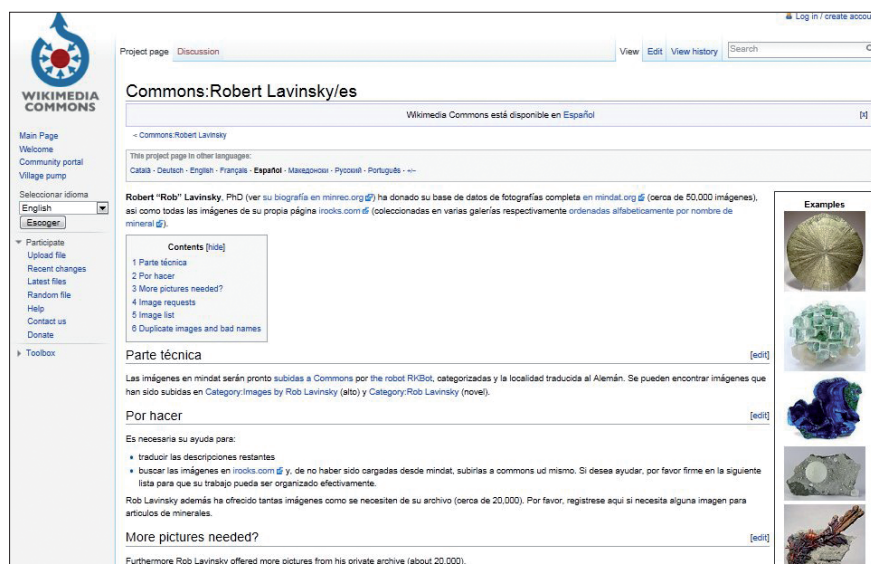 Log in / create accou
WIKIMEDIA
COMMONS
Main Page
Welcome
Community portal
Village pump
Seleccionar idioma
English
Escoger
Participate
Upload file
Recent changes
Latest files
Random file
Help
Contact us
Donate
Toolbox
Project page Discussion
View Edit View history Search
Commons:Robert Lavinsky/es
Wikimedia Commons está disponible en Español [x]
< Commons:Robert Lavinsky
This project page in other languages:
Català · Deutsch · English · Français · Español · Македонски · Русский · Português · +/−
Robert “Rob” Lavinsky, PhD (ver su biografía en minrec.org) ha donado su base de datos de fotografías completa en mindat.org (cerca de 50,000 imágenes),
asi como todas las imágenes de su propia página irocks.com (coleccionadas en varias galerías respectivamente ordenadas alfabeticamente por nombre de
mineral).
Contents [hide]
1 Parte técnica
2 Por hacer
3 More pictures needed?
4 Image requests
5 Image list
6 Duplicate images and bad names
Parte técnica [edit]
Las imágenes en mindat serán pronto subidas a Commons por the robot RKBot, categorizadas y la localidad traducida al Alemán. Se pueden encontrar imágenes que
han sido subidas en Category:Images by Rob Lavinsky (alto) y Category:Rob Lavinsky (novel).
Por hacer [edit]
Es necesaria su ayuda para:
traducir las descripciones restantes
buscar las imágenes en irocks.com y, de no haber sido cargadas desde mindat, subirlas a commons ud mismo. Si desea ayudar, por favor firme en la siguiente
lista para que su trabajo pueda ser organizado efectivamente.
Rob Lavinsky además ha ofrecido tantas imágenes como se necesiten de su archivo (cerca de 20,000). Por favor, registrese aqui si necesita alguna imagen para
articulos de minerales.
More pictures needed? [edit]
Furthermore Rob Lavinsky offered more pictures from his private archive (about 20.000).
Examples